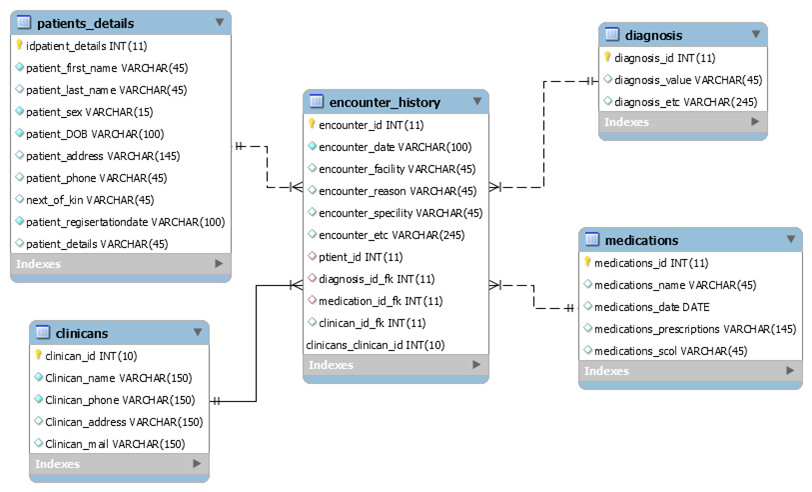 patients_details
idpatient_details INT(11)
patient_first_name VARCHAR(45)
patient_last_name VARCHAR(45)
patient_sex VARCHAR(15)
patient_DOB VARCHAR(100)
patient_address VARCHAR(145)
patient_phone VARCHAR(45)
next_of_kin VARCHAR(45)
patient_regisertationdate VARCHAR(100)
patient_details VARCHAR(45)
Indexes
clinicans
clinican_id INT(10)
Clinican_name VARCHAR(150)
Clinican_phone VARCHAR(150)
Clinican_address VARCHAR(150)
Clinican_mail VARCHAR(150)
Indexes
encounter_history
encounter_id INT(11)
encounter_date VARCHAR(100)
encounter_facility VARCHAR(45)
encounter_reason VARCHAR(45)
encounter_specility VARCHAR(45)
encounter_etc VARCHAR(245)
ptient_id INT(11)
diagnosis_id_fk INT(11)
medication_id_fk INT(11)
clinican_id_fk INT(11)
clinicans_clinican_id INT(10)
Indexes
diagnosis
diagnosis_id INT(11)
diagnosis_value VARCHAR(45)
diagnosis_etc VARCHAR(245)
Indexes
medications
medications_id INT(11)
medications_name VARCHAR(45)
medications_date DATE
medications_prescriptions VARCHAR(145)
medications_scol VARCHAR(45)
Indexes